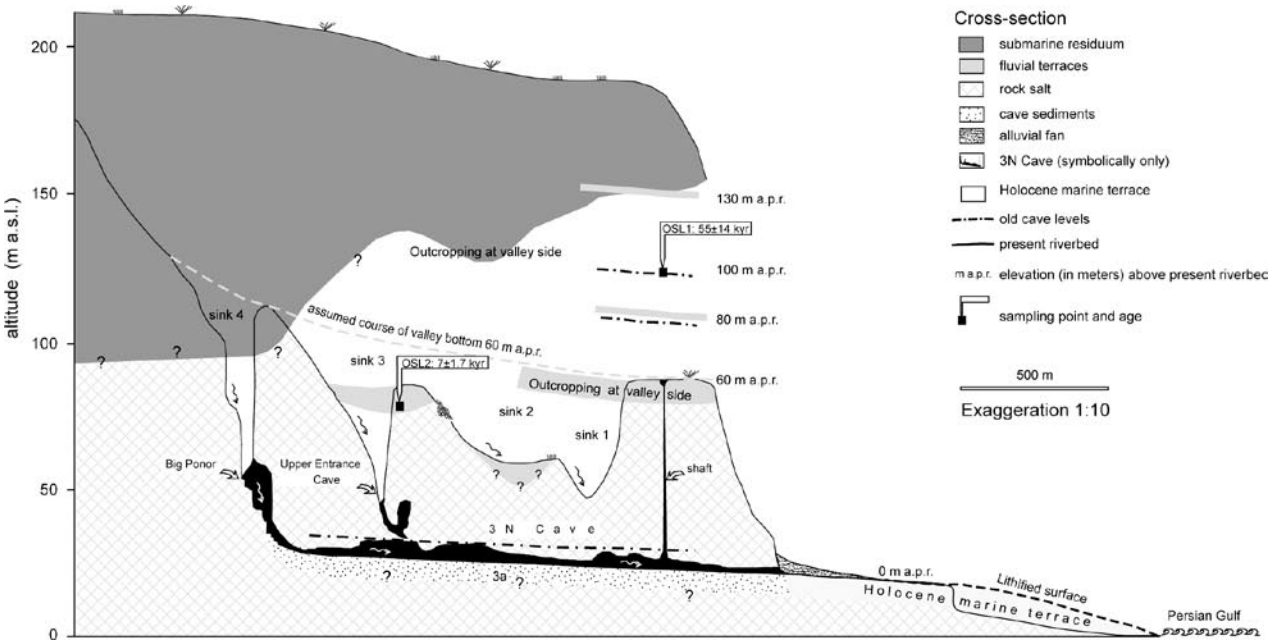 Cross-section
submarine residuum
fluvial terraces
rock salt
cave sediments
alluvial fan
3N Cave (symbolically only)
Holocene marine terrace
old cave levels
present riverbed
m a.p.r. elevation (in meters) above present riverbed
sampling point and age
500 m
Exaggeration 1:10
altitude (m a.s.l.)
200
150
100
50
0
130 m a.p.r.
OSL1: 55±14 kyr
Outcropping at valley side
?
100 m a.p.r.
80 m a.p.r.
sink 4
assumed course of valley bottom 60 m a.p.r.
? ? ?
sink 3
OSL2: 7±1.7 kyr
60 m a.p.r.
Outcropping at valley side
sink 2
sink 1
Big Ponor
Upper Entrance
Cave
shaft
? ? ?
3 N C a v e
3a
? ? ?
0 m a.p.r.
Lithified surface
Holocene marine terrace
Persian Gulf